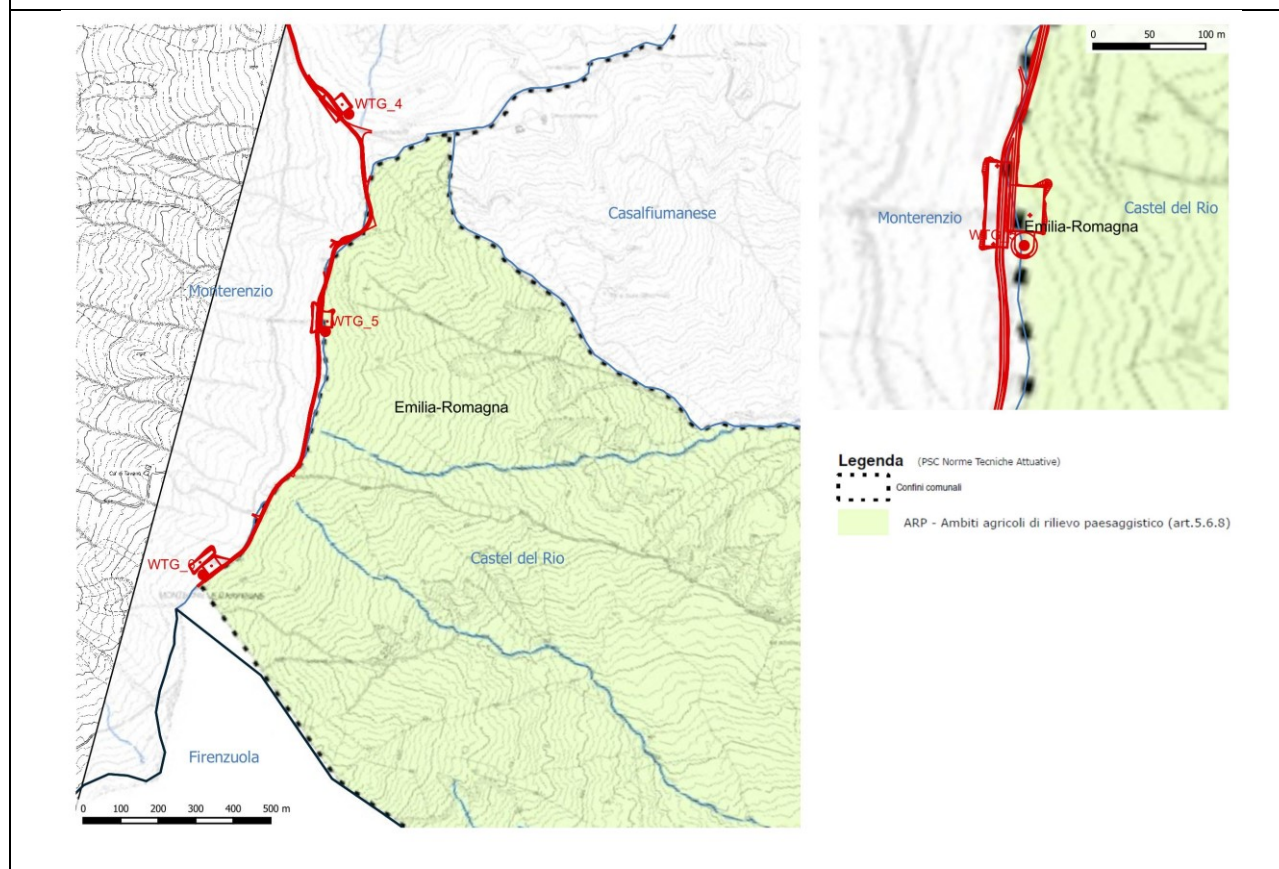 WTG_4
Casalfiumanese
Monterenzio
WTG_5
Emilia-Romagna
WTG_6
Castel del Rio
Firenzuola
0 100 200 300 400 500 m
0 50 100 m
Monterenzio
Castel del Rio
Emilia-Romagna
Legenda (PSC Norme Tecniche Attuative)
Confini comunali
ARP - Ambiti agricoli di rilievo paesaggistico (art.5.6.8)